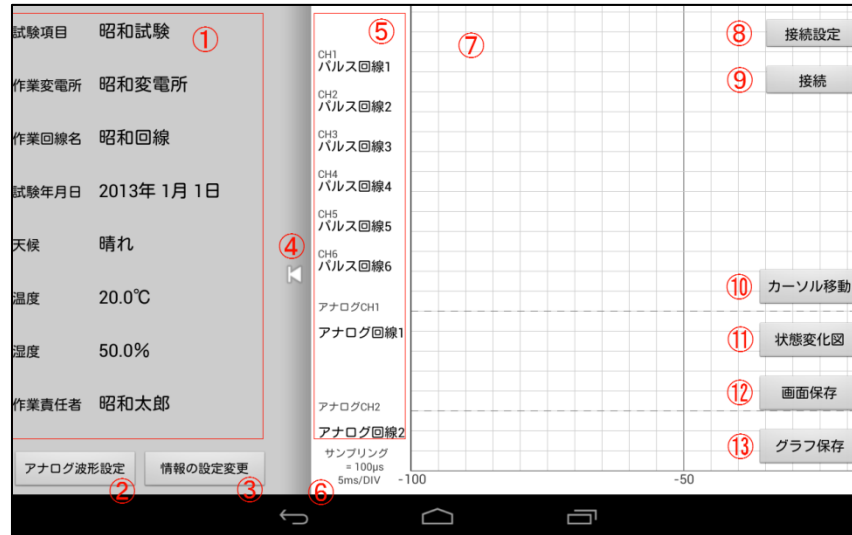 試験項目 昭和試験 ①
作業変電所 昭和変電所
作業回線名 昭和回線
試験年月日 2013年 1月 1日
天候 晴れ
温度 20.0℃
湿度 50.0%
作業責任者 昭和太郎
アナログ波形設定 情報の設定変更
② ③
④
⑤
CH1
パルス回線1
CH2
パルス回線2
CH3
パルス回線3
CH4
パルス回線4
CH5
パルス回線5
CH6
パルス回線6
アナログCH1
アナログ回線1
アナログCH2
アナログ回線2
サンプリング
= 100μs
5ms/DIV
⑥
⑦
-100 -50
⑧ 接続設定
⑨ 接続
⑩ カーソル移動
⑪ 状態変化図
⑫ 画面保存
⑬ グラフ保存